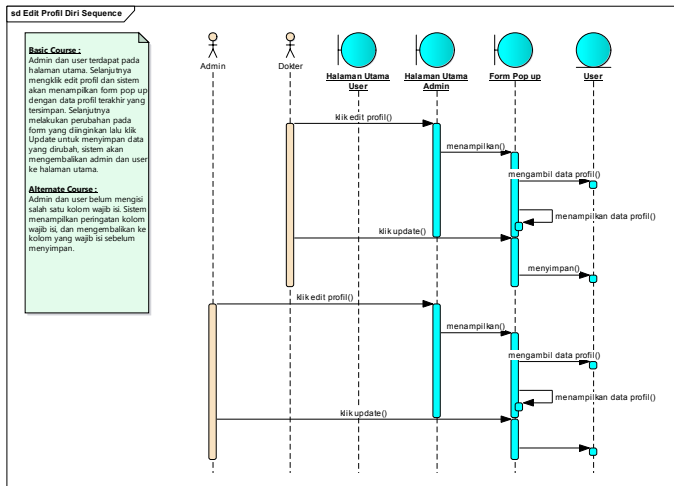 sd Edit Profil Diri Sequence
Basic Course :
Admin and user terdapat pada
halaman utama. Selanjutnya
mengklik edit profil dan sistem
akan menampilkan form pop up
dengan data profil terakhir yang
tersimpan. Selanjutnya
melakukan perubahan pada
form yang diinginkan lalu klik
Update untuk menyimpan data
yang dirubah, sistem akan
mengembalikan admin dan user
ke halaman utama.
Alternate Course :
Admin dan user belum mengisi
salah satu kolom wajib isi. Sistem
menampilkan peringatan kolom
wajib isi, dan mengembalikan ke
kolom yang wajib isi sebelum
menyimpan.
Admin
Dokter
Halaman Utama
User
Halaman Utama
Admin
Form Pop up
User
klik edit profil()
menampilkan()
mengambil data profil()
menampilkan data profil()
klik update()
menyimpan()
klik edit profil()
menampilkan()
mengambil data profil()
menampilkan data profil()
klik update()